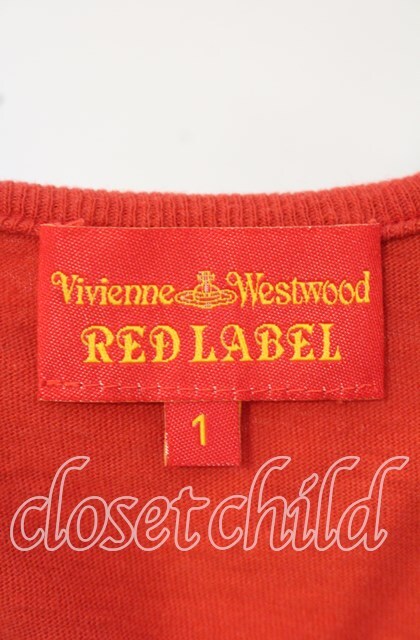 Vivienne Westwood
RED LABEL
1
closet child